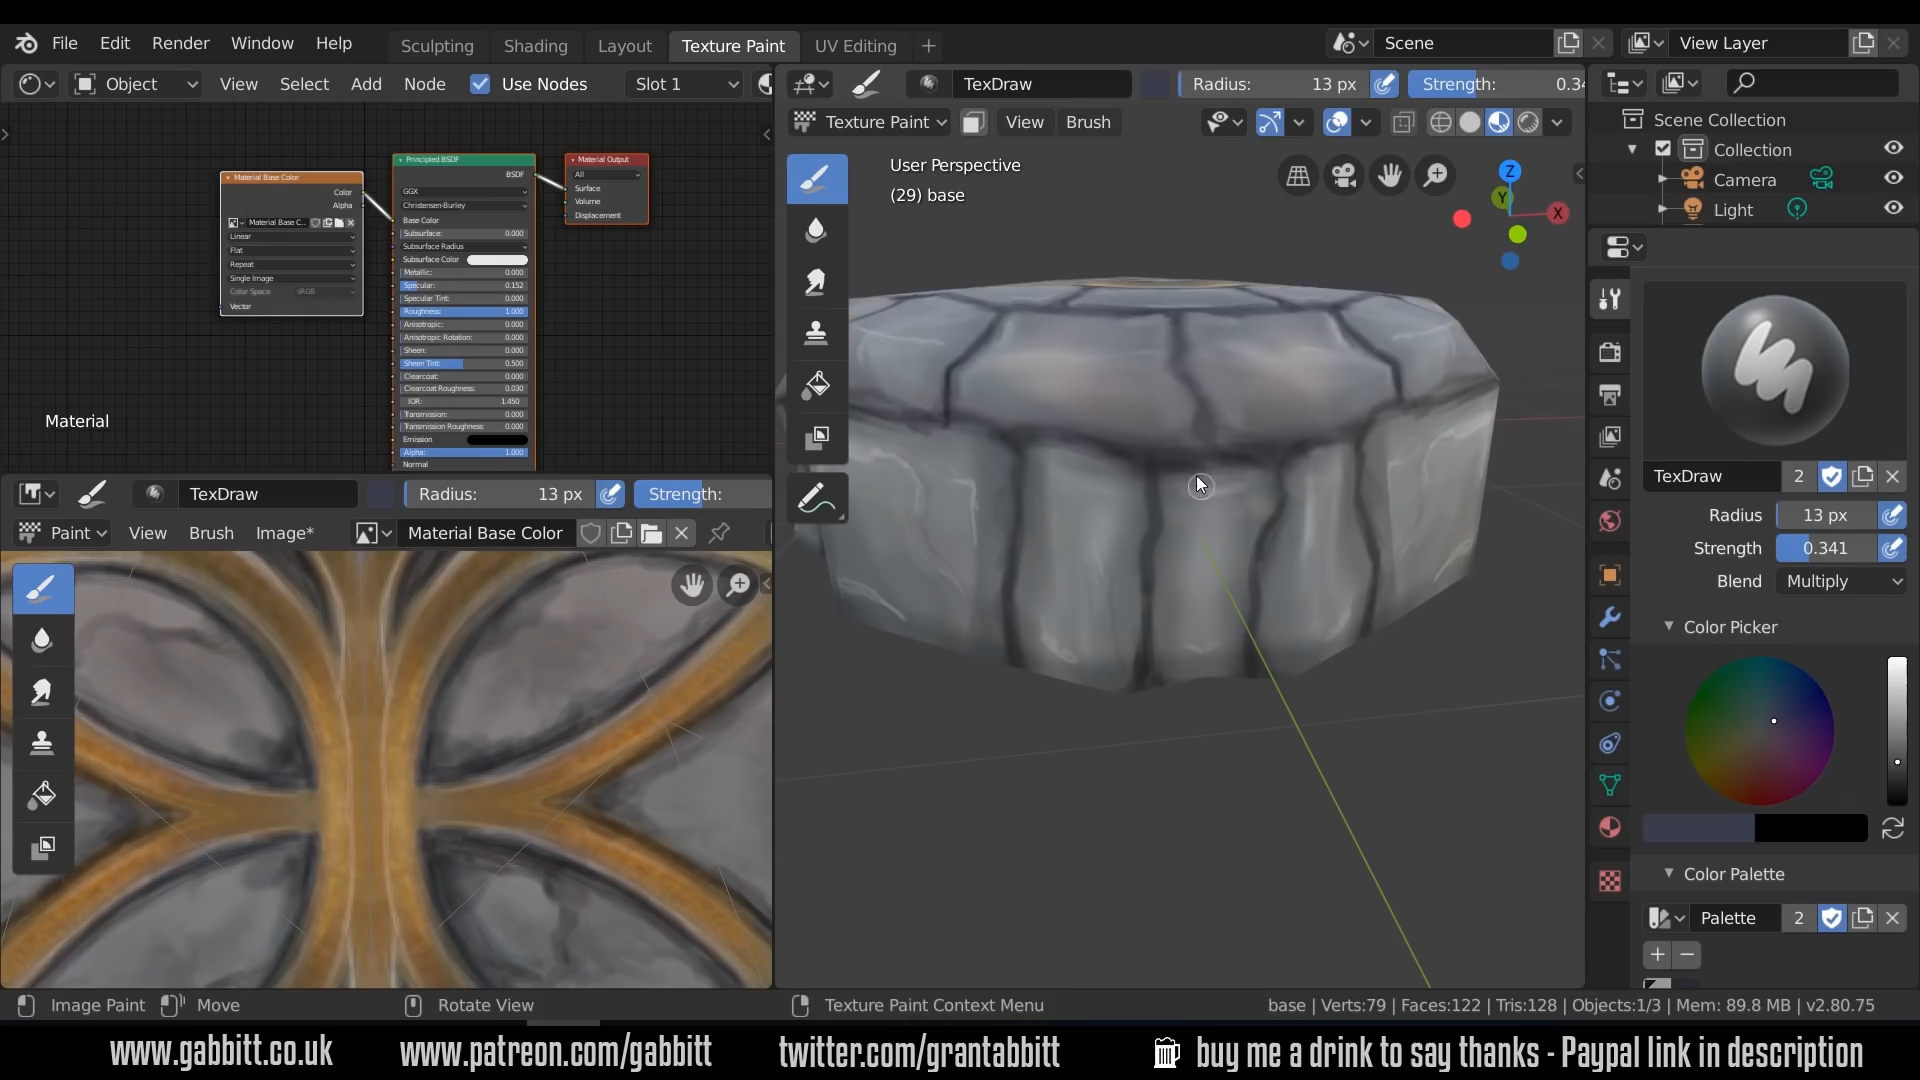 File Edit Render Window Help Sculpting Shading Layout Texture Paint UV Editing + Scene View Layer
Object View Select Add Node Use Nodes Slot 1
TexDraw Radius: 13 px Strength: 0.34
Texture Paint View Brush
User Perspective
(29) base
Z
Y
X
Material Base Color
Color
Alpha
Material Base C...
Linear
Flat
Repeat
Single Image
Color Space sRGB
Vector
Principled BSDF
BSDF
GGX
Christensen-Burley
Base Color
Subsurface: 0.000
Subsurface Radius
Subsurface Color
Metallic: 0.000
Specular: 0.152
Specular Tint: 0.000
Roughness: 1.000
Anisotropic: 0.000
Anisotropic Rotation: 0.000
Sheen: 0.000
Sheen Tint: 0.500
Clearcoat: 0.000
Clearcoat Roughness: 0.030
IOR: 1.450
Transmission: 0.000
Transmission Roughness: 0.000
Emission
Alpha: 1.000
Normal
Material Output
All
Surface
Volume
Displacement
Material
TexDraw Radius: 13 px Strength:
Paint View Brush Image* Material Base Color
Scene Collection
Collection
Camera
Light
TexDraw 2
Radius 13 px
Strength 0.341
Blend Multiply
Color Picker
Color Palette
Palette 2
+ −
Image Paint Move Rotate View Texture Paint Context Menu base | Verts:79 | Faces:122 | Tris:128 | Objects:1/3 | Mem: 89.8 MB | v2.80.75
www.gabbitt.co.uk www.patreon.com/gabbitt twitter.com/grantabbitt buy me a drink to say thanks - Paypal link in description